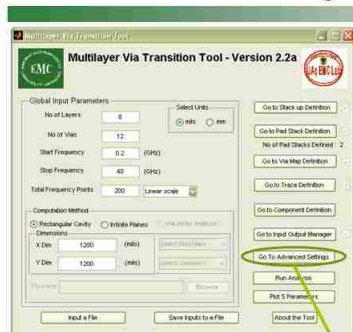 Multilayer Via Transition Tool
EMC
Multilayer Via Transition Tool - Version 2.2a
Global Input Parameters
Select Units
No of Layers 8
mils mm
No of Vias 12
Start Frequency 0.2 (GHz)
Stop Frequency 40 (GHz)
Total Frequency Points 200 Linear scale
Computation Method
Rectangular Cavity Infinite Planes Via Array Analysis
Dimensions
X Dim 1200 (mils)
Y Dim 1200 (mils)
File name Browse
Input a File Save Inputs to a File
Go to Stack up Definition
Go to Pad Stack Definition
No of Pad Stacks Defined : 2
Go to Via Map Definition
Go to Trace Definition
Go to Component Definition
Go to Input Output Manager
Go To Advanced Settings
Run Analysis
Plot S Parameters
About the Tool